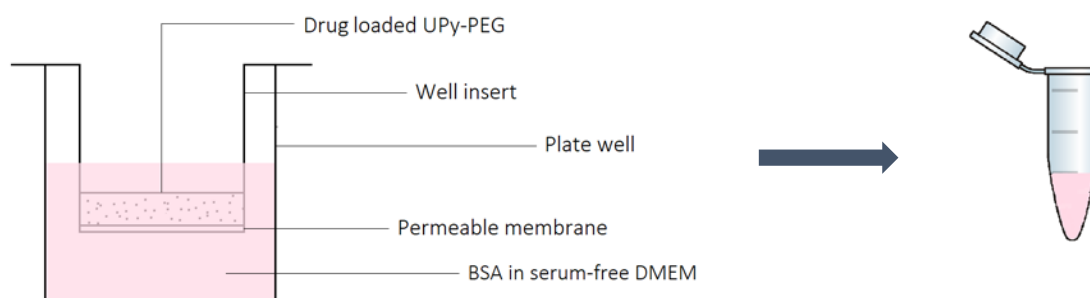 Drug loaded UPy-PEG
Well insert
Plate well
Permeable membrane
BSA in serum-free DMEM